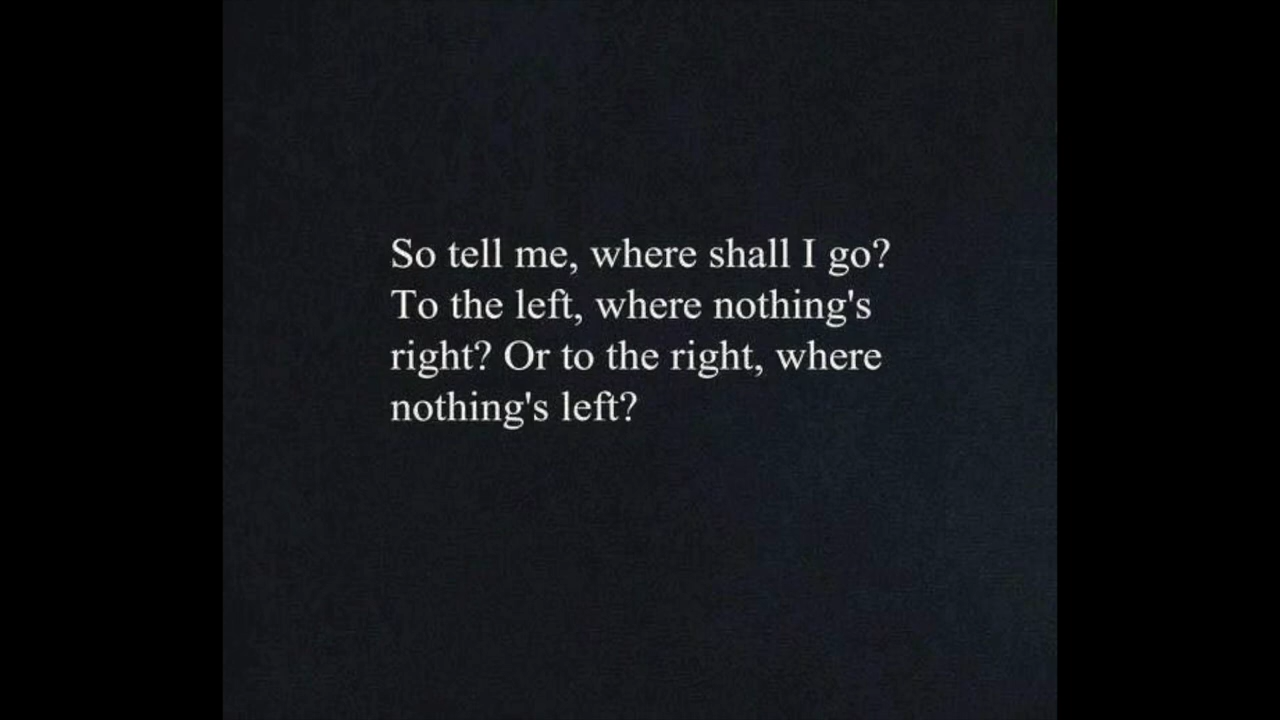 So tell me, where shall I go?
To the left, where nothing's
right? Or to the right, where
nothing's left?